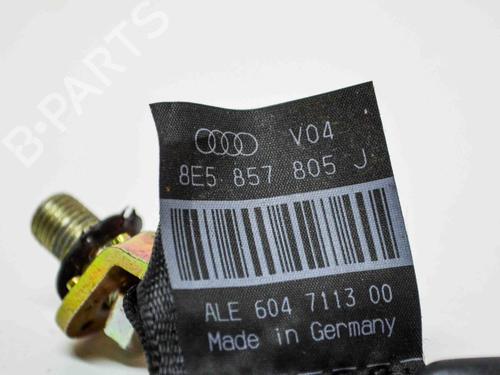 B-PARTS
V04
8E5 857 805 J
ALE 604 7113 00
Made in Germany